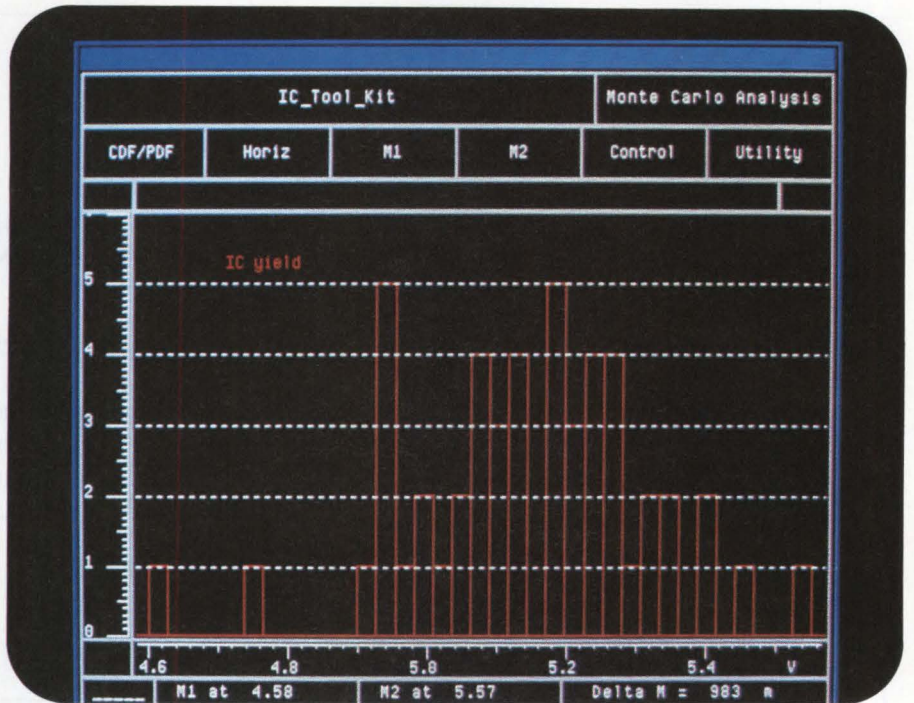 IC_Tool_Kit
Monte Carlo Analysis
CDF/PDF Horiz M1 M2 Control Utility
IC yield
5
4
3
2
1
0
4.6 4.8 5.0 5.2 5.4 V
M1 at 4.58 M2 at 5.57 Delta M = 983 m